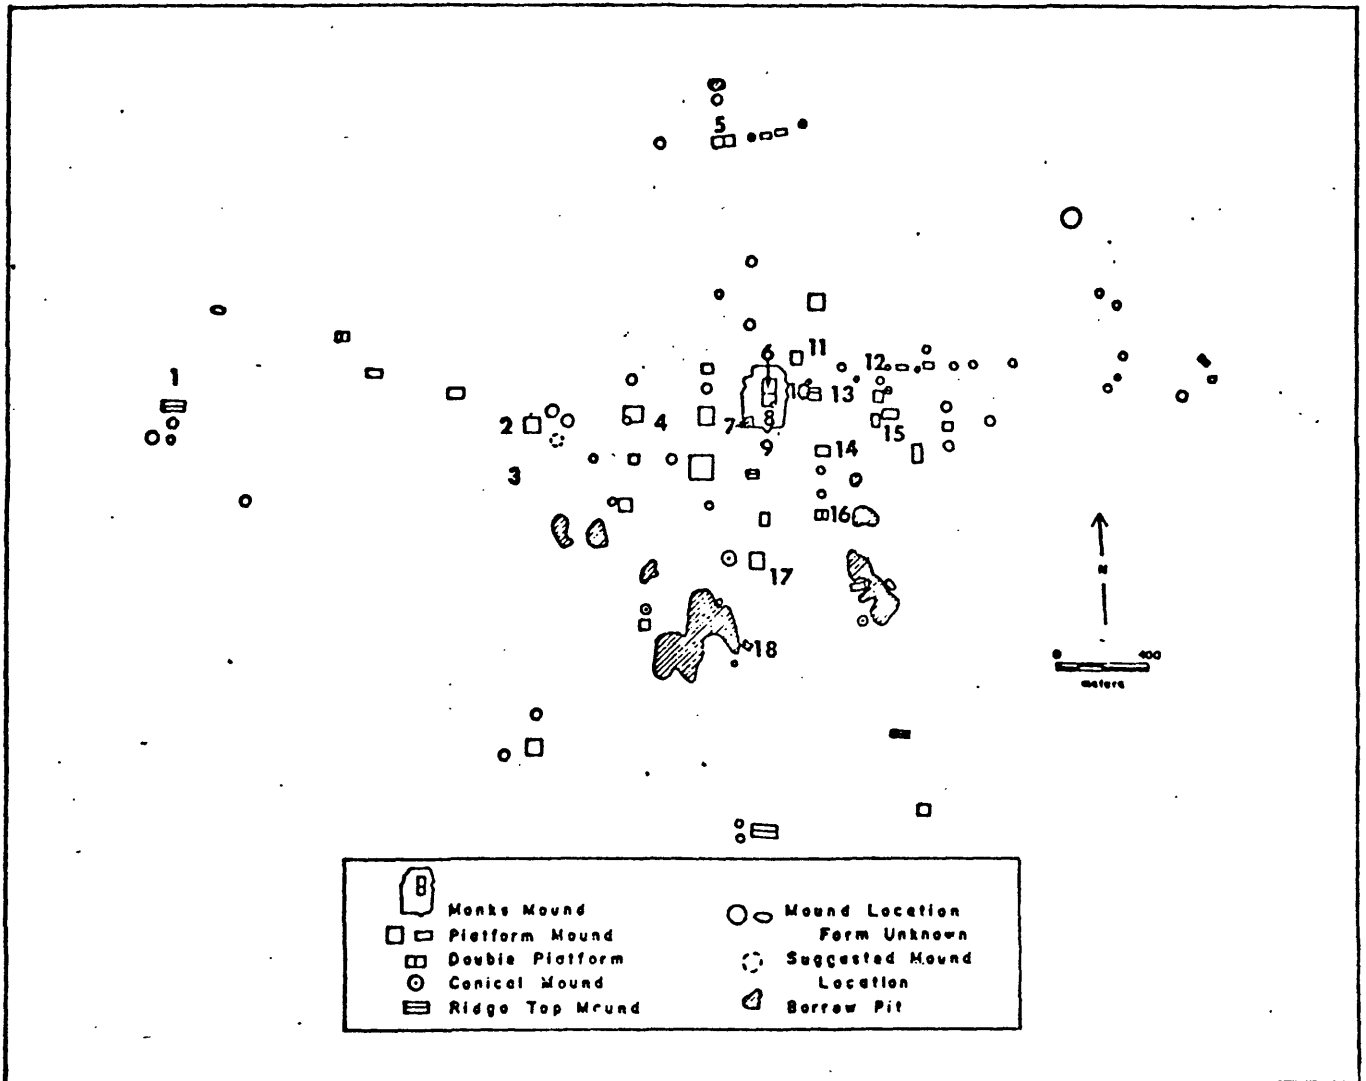 5
1
6
11
12
10
13
2
4
7
8
15
9
14
3
16
17
18
N
0 400
meters
Monks Mound
Platform Mound
Double Platform
Conical Mound
Ridge Top Mound
Mound Location
Form Unknown
Suggested Mound
Location
Borrow Pit